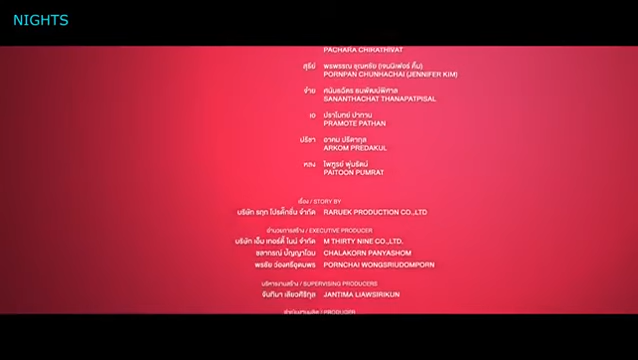 NIGHTS
PACHARA CHIRATHIVAT
สุรีย์ พรพรรณ ชุณหชัย (เจนนิเฟอร์ คิ้ม)
PORNPAN CHUNHACHAI (JENNIFER KIM)
จ๋าย ศนันธฉัตร ธนพัฒน์พิศาล
SANANTHACHAT THANAPATPISAL
เอ ปราโมทย์ ปาทาน
PRAMOTE PATHAN
ปรีชา อาคม ปรีดากุล
ARKOM PREDAKUL
หลง ไพฑูรย์ พุ่มรัตน์
PAITOON PUMRAT
เรื่อง / STORY BY
บริษัท รฤก โปรดั๊กชั่น จำกัด RARUEK PRODUCTION CO.,LTD
อำนวยการสร้าง / EXECUTIVE PRODUCER
บริษัท เอ็ม เทอร์ตี้ ไนน์ จำกัด M THIRTY NINE CO.,LTD.
ชลากรณ์ ปัญญาโฉม CHALAKORN PANYASHOM
พรชัย ว่องศรีอุดมพร PORNCHAI WONGSRIUDOMPORN
บริหารงานสร้าง / SUPERVISING PRODUCERS
จันทิมา เลียวศิริกุล JANTIMA LIAWSIRIKUN
/ PRODUCER